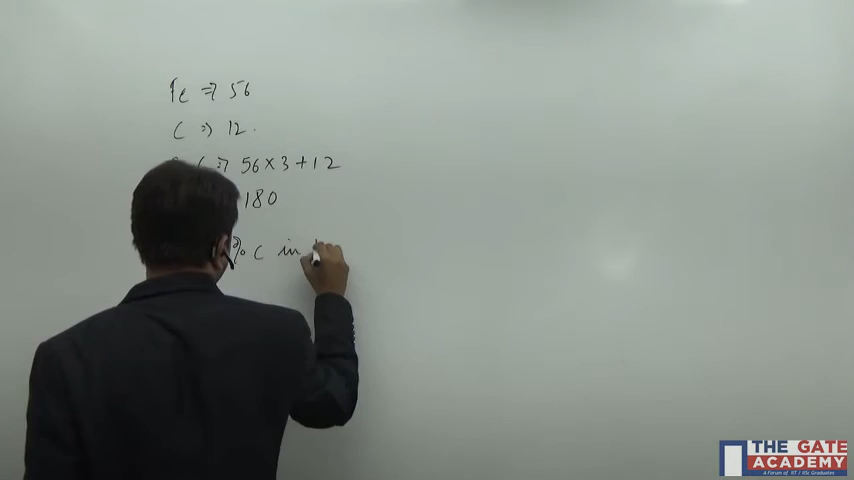 Fe ⇒ 56
C ⇒ 12.
⇒ 56×3+12
180
% C in
THE GATE
ACADEMY
A Forum of IIT / IISc Graduates